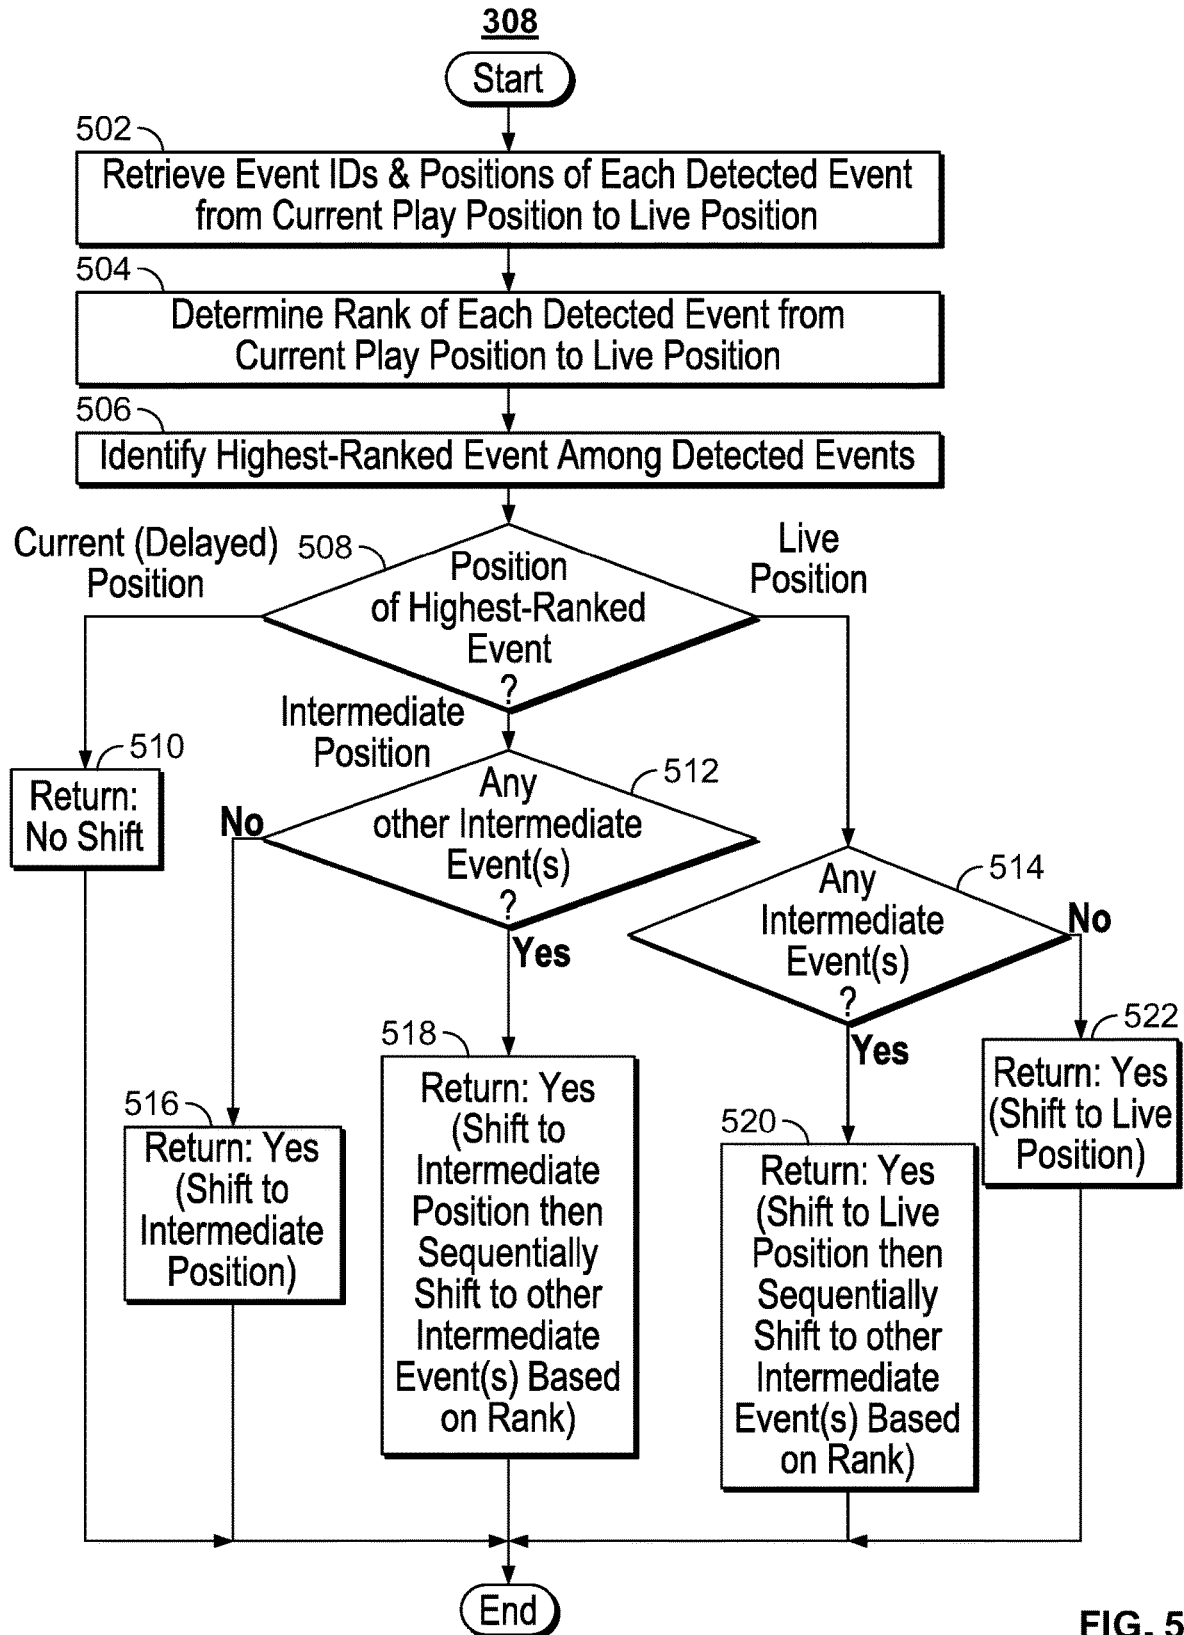 308
Start
502
Retrieve Event IDs & Positions of Each Detected Event
from Current Play Position to Live Position
504
Determine Rank of Each Detected Event from
Current Play Position to Live Position
506
Identify Highest-Ranked Event Among Detected Events
Current (Delayed)
Position
508
Position
of Highest-Ranked
Event
?
Live
Position
Intermediate
Position
510
Return:
No Shift
512
Any
other Intermediate
Event(s)
?
No
Yes
514
Any
Intermediate
Event(s)
?
No
Yes
516
Return: Yes
(Shift to
Intermediate
Position)
518
Return: Yes
(Shift to
Intermediate
Position then
Sequentially
Shift to other
Intermediate
Event(s) Based
on Rank)
520
Return: Yes
(Shift to Live
Position then
Sequentially
Shift to other
Intermediate
Event(s) Based
on Rank)
522
Return: Yes
(Shift to Live
Position)
End
FIG. 5